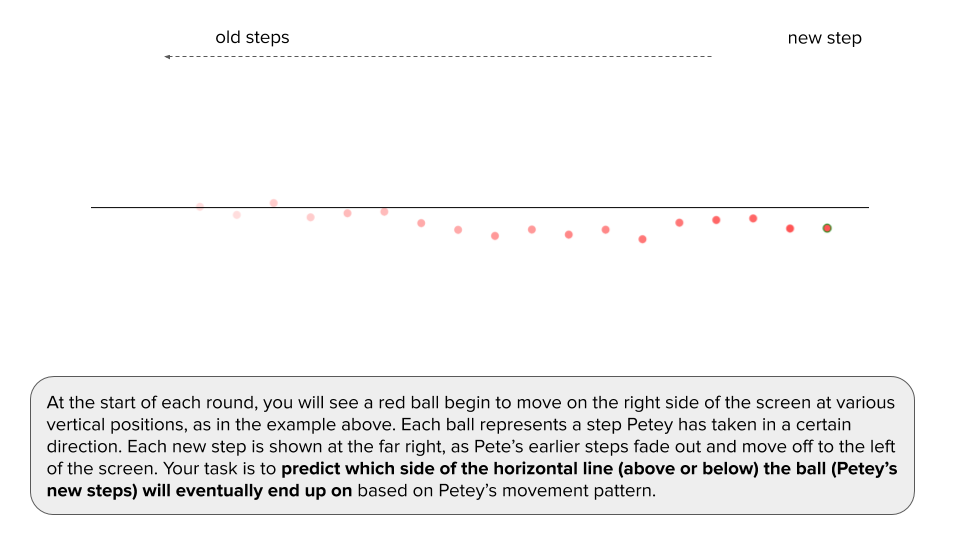 old steps
new step
At the start of each round, you will see a red ball begin to move on the right side of the screen at various
vertical positions, as in the example above. Each ball represents a step Petey has taken in a certain
direction. Each new step is shown at the far right, as Pete’s earlier steps fade out and move off to the left
of the screen. Your task is to predict which side of the horizontal line (above or below) the ball (Petey’s
new steps) will eventually end up on based on Petey’s movement pattern.